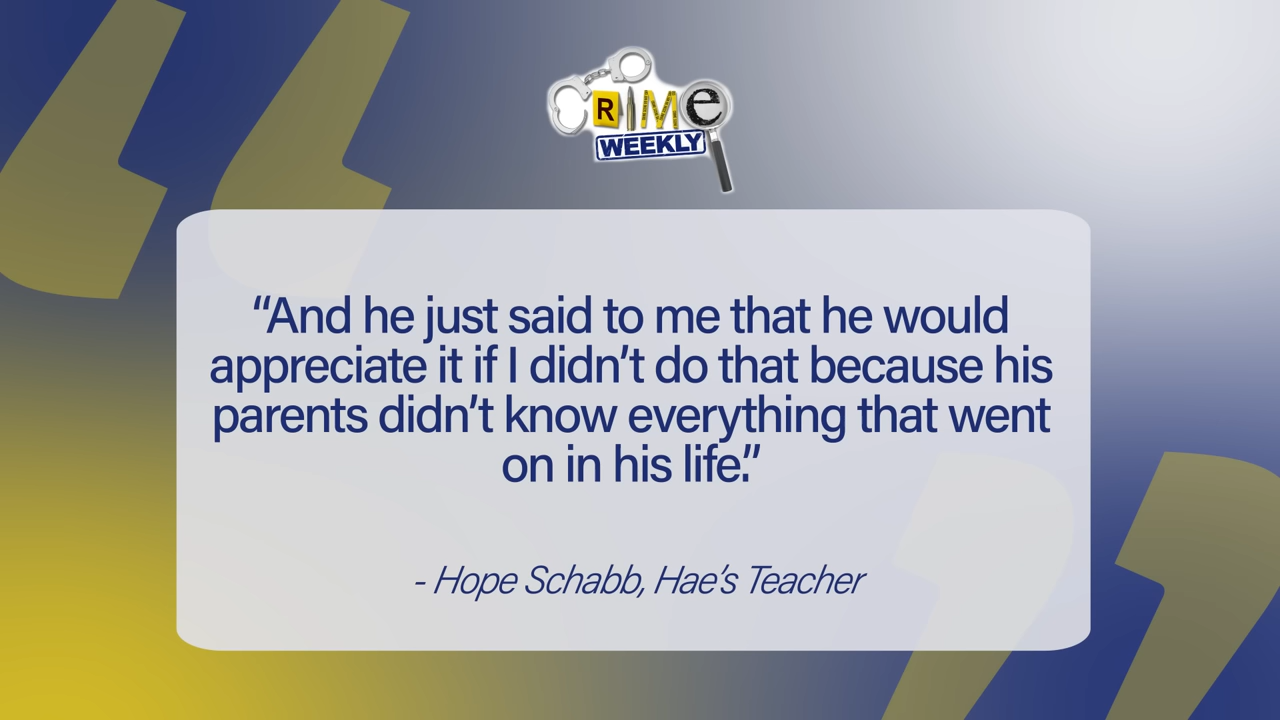 CRIMe
WEEKLY
“And he just said to me that he would
appreciate it if I didn’t do that because his
parents didn’t know everything that went
on in his life.”
- Hope Schabb, Hae’s Teacher